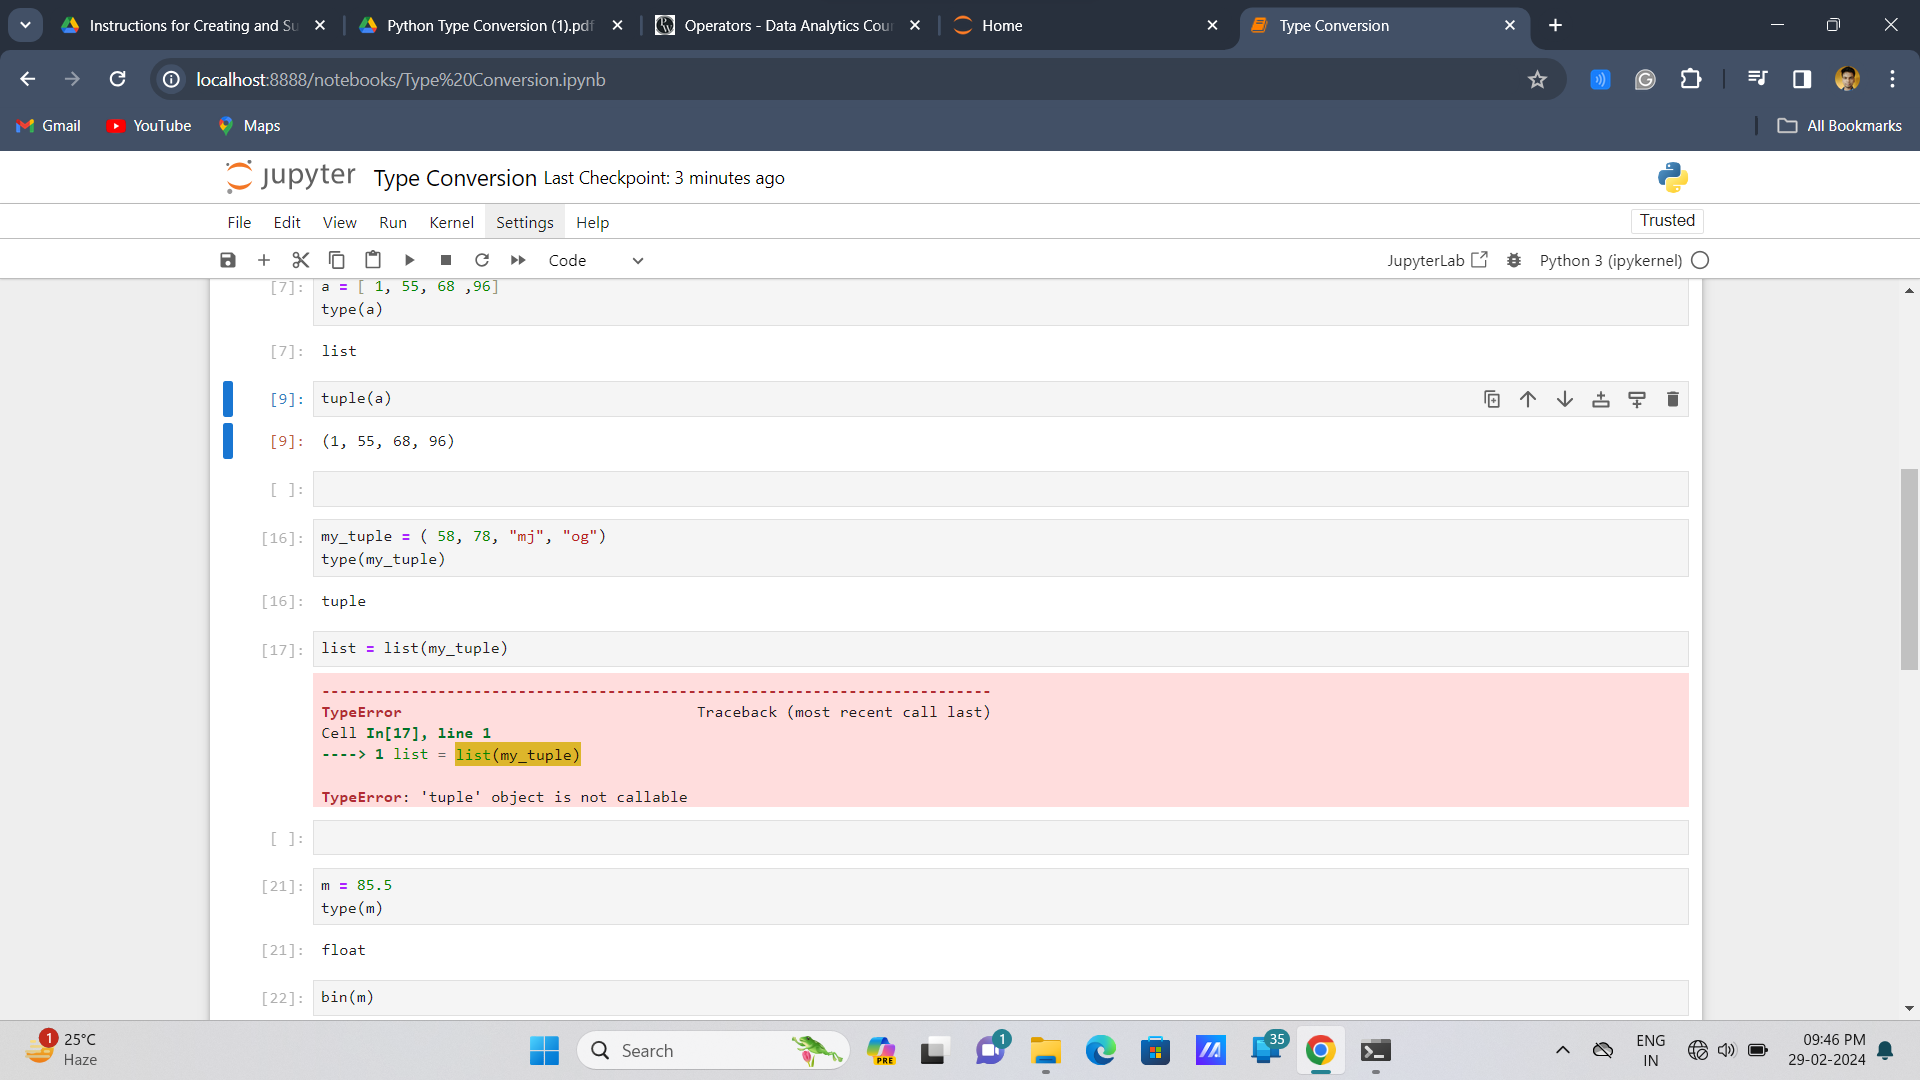 Instructions for Creating and Su
Python Type Conversion (1).pdf
Operators - Data Analytics Cour
Home
Type Conversion
localhost:8888/notebooks/Type%20Conversion.ipynb
Gmail
YouTube
Maps
All Bookmarks
jupyter Type Conversion Last Checkpoint: 3 minutes ago
File Edit View Run Kernel Settings Help
Trusted
Code
JupyterLab
Python 3 (ipykernel)
[7]: a = [ 1, 55, 68 ,96]
type(a)
[7]: list
[9]: tuple(a)
[9]: (1, 55, 68, 96)
[ ]:
[16]: my_tuple = ( 58, 78, "mj", "og")
type(my_tuple)
[16]: tuple
[17]: list = list(my_tuple)
---------------------------------------------------------------------------
TypeError Traceback (most recent call last)
Cell In[17], line 1
----> 1 list = list(my_tuple)
TypeError: 'tuple' object is not callable
[ ]:
[21]: m = 85.5
type(m)
[21]: float
[22]: bin(m)
1
25°C
Haze
Search
PRE
1
35
ENG
IN
09:46 PM
29-02-2024